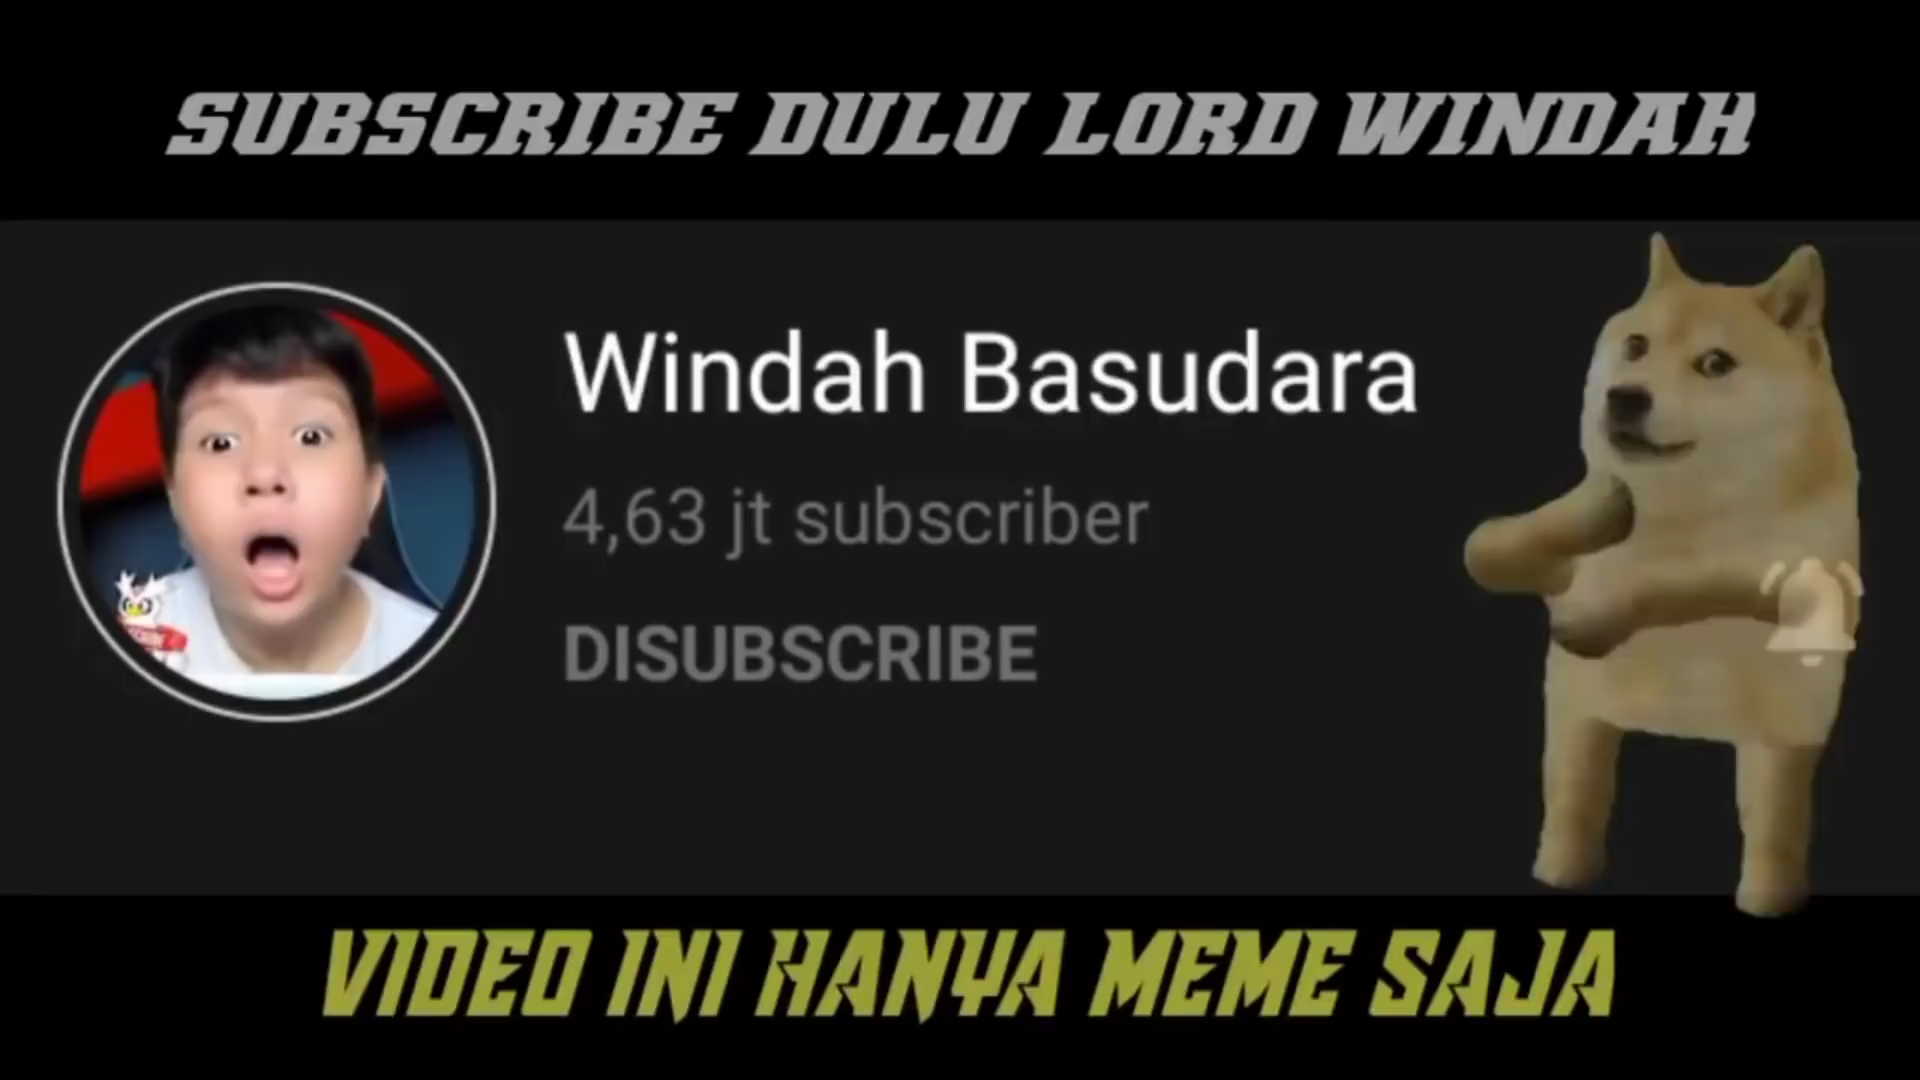 SUBSCRIBE DULU LORD WINDAH
Windah Basudara
4,63 jt subscriber
DISUBSCRIBE
VIDEO INI HANYA MEME SAJA